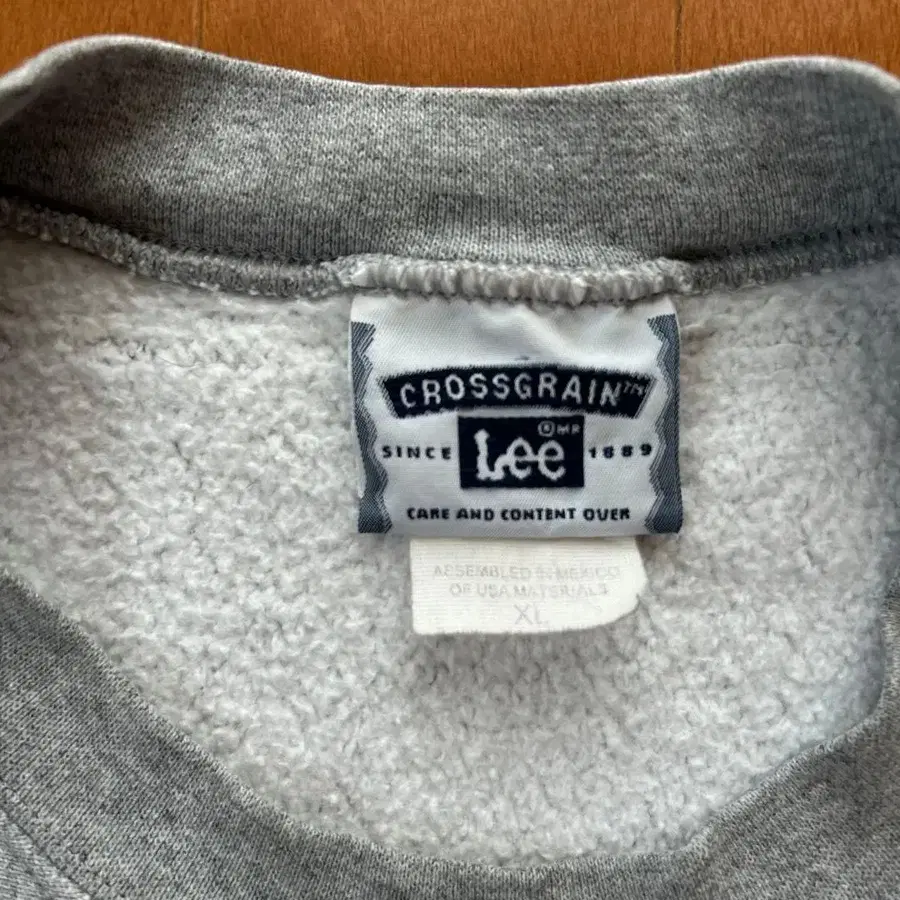 CROSSGRAIN™
®MR
SINCE Lee 1889
CARE AND CONTENT OVER
ASSEMBLED IN MEXICO
OF USA MATERIALS
XL